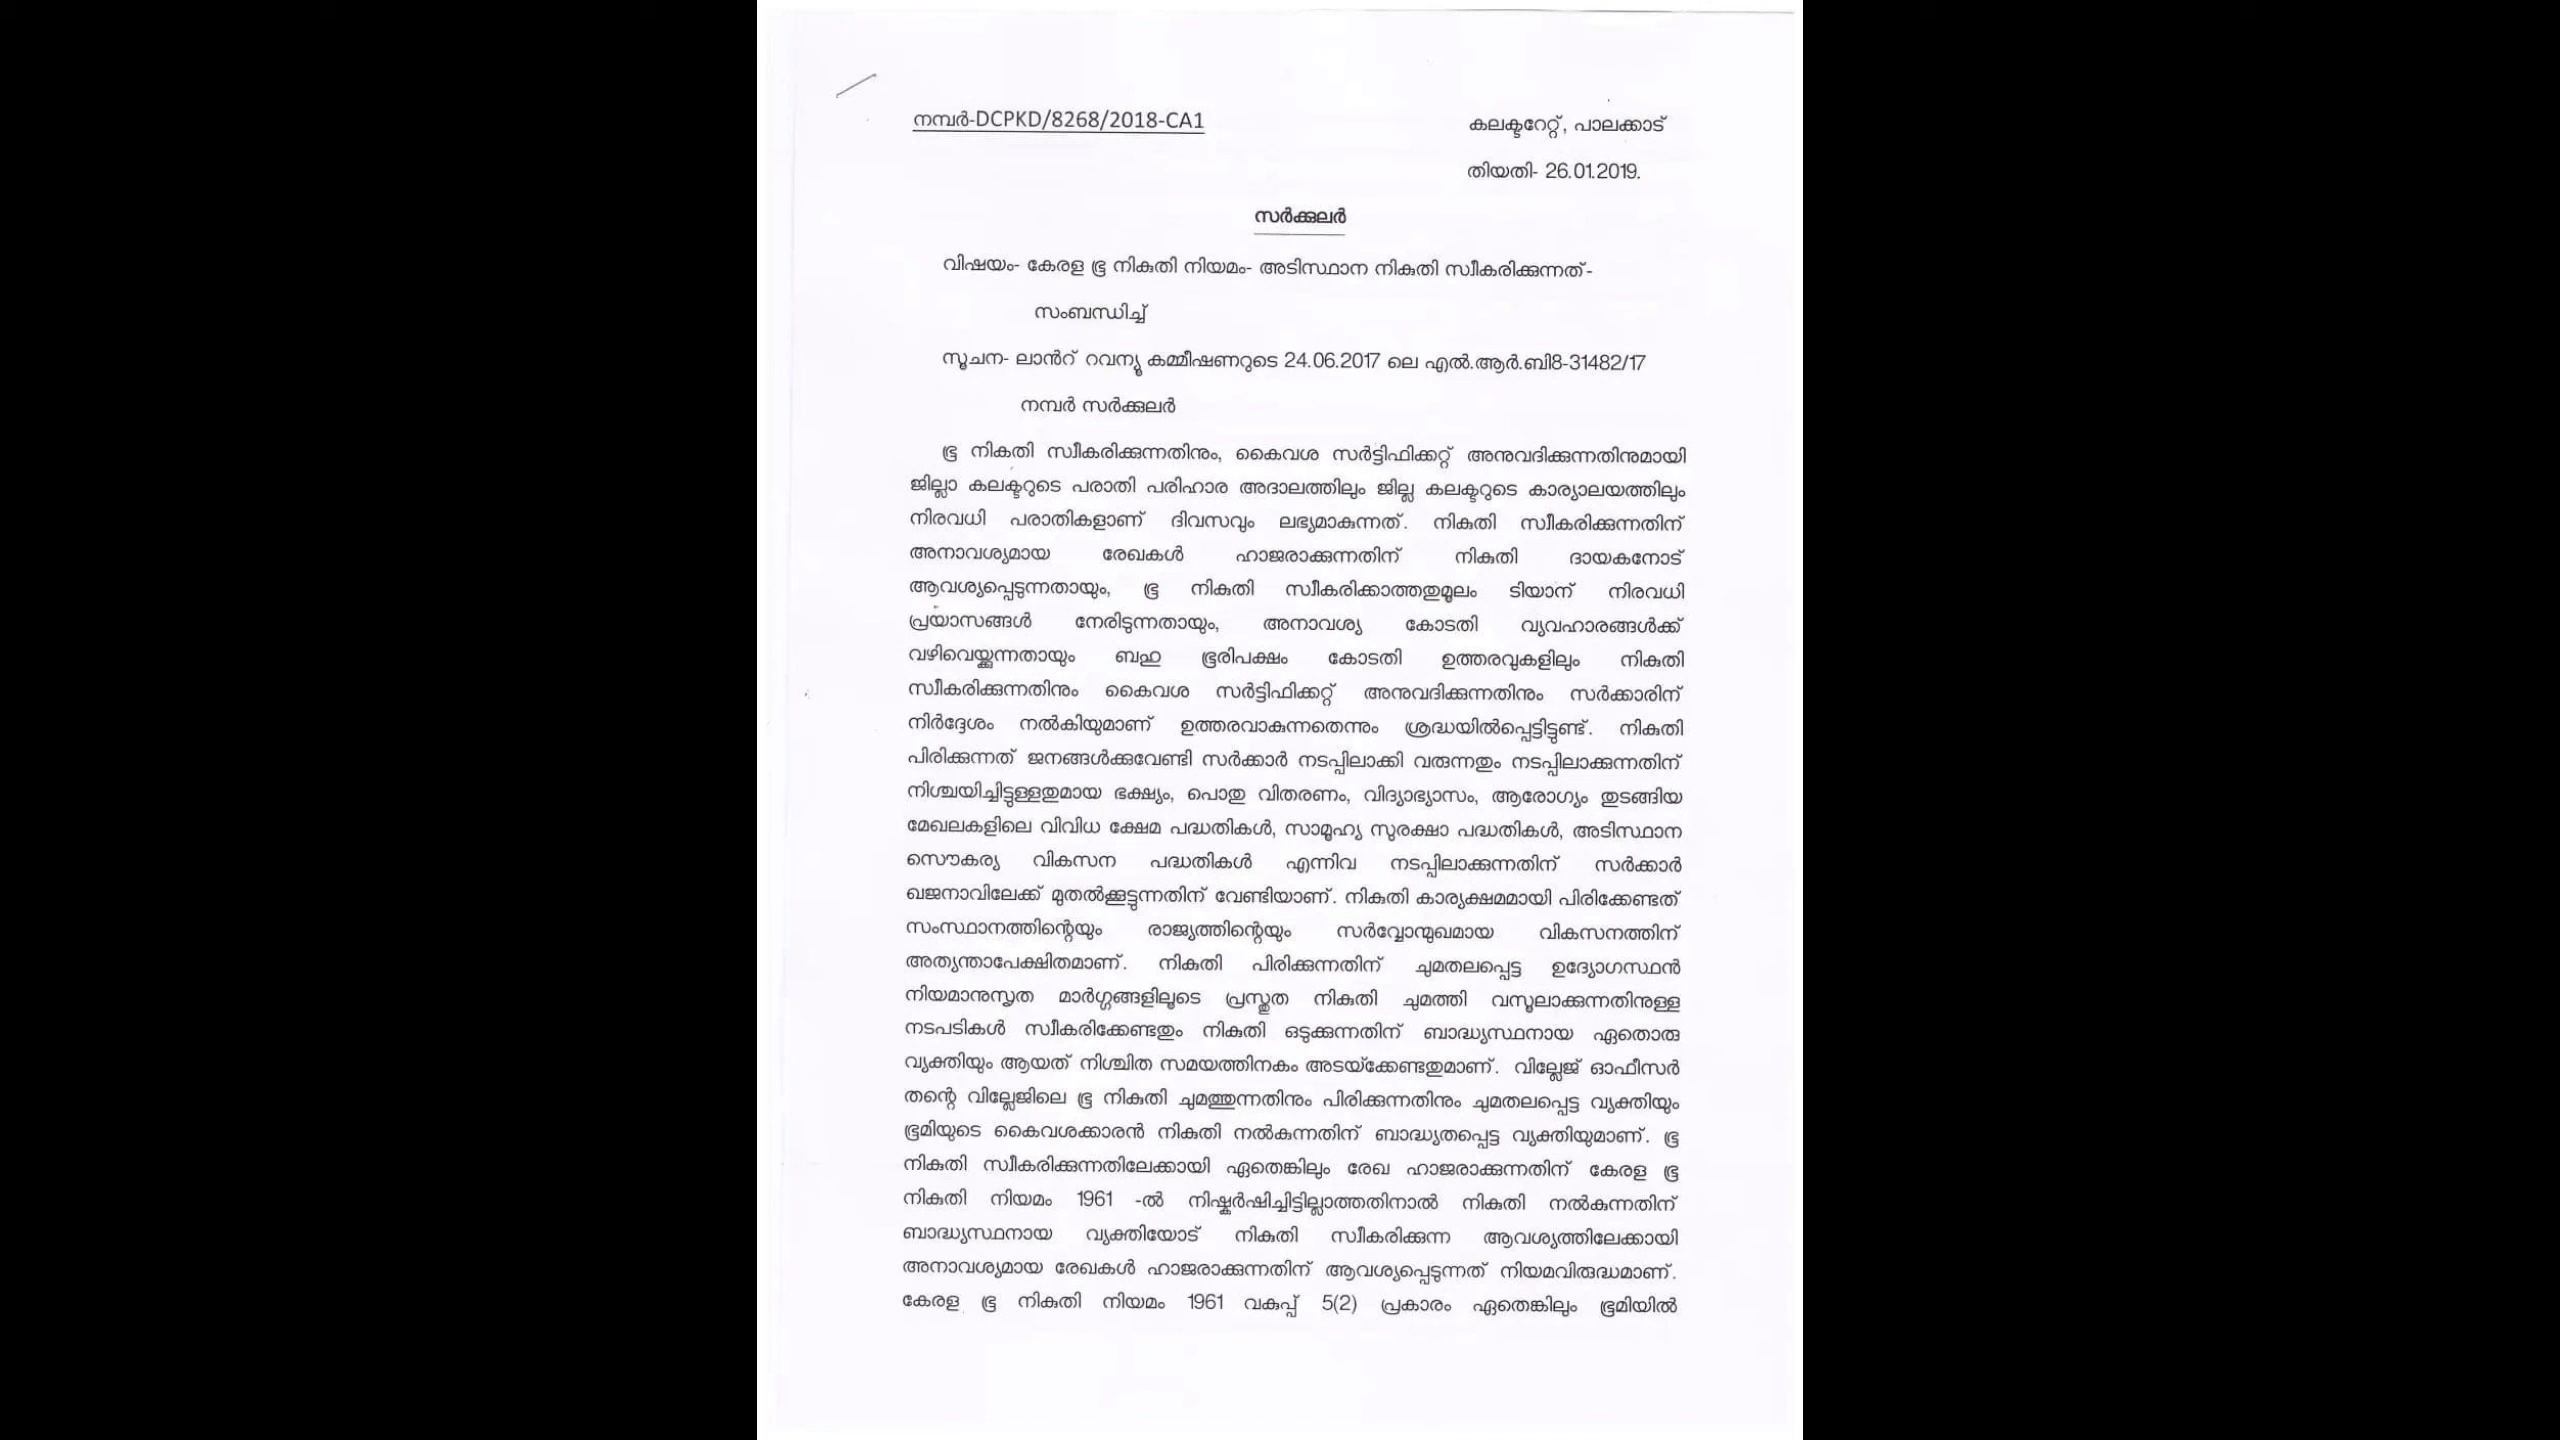 നമ്പർ-DCPKD/8268/2018-CA1
കലക്ടറേറ്റ്, പാലക്കാട്
തിയതി- 26.01.2019.
സർക്കുലർ
വിഷയം- കേരള ഭൂ നികുതി നിയമം- അടിസ്ഥാന നികുതി സ്വീകരിക്കുന്നത്-
സംബന്ധിച്ച്
സൂചന- ലാൻറ് റവന്യൂ കമ്മീഷണറുടെ 24.06.2017 ലെ എൽ.ആർ.ബി8-31482/17
നമ്പർ സർക്കുലർ
ഭൂ നികതി സ്വീകരിക്കുന്നതിനും, കൈവശ സർട്ടിഫിക്കറ്റ് അനുവദിക്കുന്നതിനുമായി
ജില്ലാ കലക്ടറുടെ പരാതി പരിഹാര അദാലത്തിലും ജില്ല കലക്ടറുടെ കാര്യാലയത്തിലും
നിരവധി പരാതികളാണ് ദിവസവും ലഭ്യമാകുന്നത്. നികുതി സ്വീകരിക്കുന്നതിന്
അനാവശ്യമായ രേഖകൾ ഹാജരാക്കുന്നതിന് നികുതി ദായകനോട്
ആവശ്യപ്പെടുന്നതായും, ഭൂ നികുതി സ്വീകരിക്കാത്തതുമൂലം ടിയാന് നിരവധി
പ്രയാസങ്ങൾ നേരിടുന്നതായും, അനാവശ്യ കോടതി വ്യവഹാരങ്ങൾക്ക്
വഴിവെയ്ക്കുന്നതായും ബഹു ഭൂരിപക്ഷം കോടതി ഉത്തരവുകളിലും നികുതി
സ്വീകരിക്കുന്നതിനും കൈവശ സർട്ടിഫിക്കറ്റ് അനുവദിക്കുന്നതിനും സർക്കാരിന്
നിർദ്ദേശം നൽകിയുമാണ് ഉത്തരവാകുന്നതെന്നും ശ്രദ്ധയിൽപ്പെട്ടിട്ടുണ്ട്. നികുതി
പിരിക്കുന്നത് ജനങ്ങൾക്കുവേണ്ടി സർക്കാർ നടപ്പിലാക്കി വരുന്നതും നടപ്പിലാക്കുന്നതിന്
നിശ്ചയിച്ചിട്ടുള്ളതുമായ ഭക്ഷ്യം, പൊതു വിതരണം, വിദ്യാഭ്യാസം, ആരോഗ്യം തുടങ്ങിയ
മേഖലകളിലെ വിവിധ ക്ഷേമ പദ്ധതികൾ, സാമൂഹ്യ സുരക്ഷാ പദ്ധതികൾ, അടിസ്ഥാന
സൌകര്യ വികസന പദ്ധതികൾ എന്നിവ നടപ്പിലാക്കുന്നതിന് സർക്കാർ
ഖജനാവിലേക്ക് മുതൽക്കൂട്ടുന്നതിന് വേണ്ടിയാണ്. നികുതി കാര്യക്ഷമമായി പിരിക്കേണ്ടത്
സംസ്ഥാനത്തിന്റെയും രാജ്യത്തിന്റെയും സർവ്വോന്മുഖമായ വികസനത്തിന്
അത്യന്താപേക്ഷിതമാണ്. നികുതി പിരിക്കുന്നതിന് ചുമതലപ്പെട്ട ഉദ്യോഗസ്ഥൻ
നിയമാനുസൃത മാർഗ്ഗങ്ങളിലൂടെ പ്രസ്തുത നികുതി ചുമത്തി വസൂലാക്കുന്നതിനുള്ള
നടപടികൾ സ്വീകരിക്കേണ്ടതും നികുതി ഒടുക്കുന്നതിന് ബാദ്ധ്യസ്ഥനായ ഏതൊരു
വ്യക്തിയും ആയത് നിശ്ചിത സമയത്തിനകം അടയ്ക്കേണ്ടതുമാണ്. വില്ലേജ് ഓഫീസർ
തന്റെ വില്ലേജിലെ ഭൂ നികുതി ചുമത്തുന്നതിനും പിരിക്കുന്നതിനും ചുമതലപ്പെട്ട വ്യക്തിയും
ഭൂമിയുടെ കൈവശക്കാരൻ നികുതി നൽകുന്നതിന് ബാദ്ധ്യതപ്പെട്ട വ്യക്തിയുമാണ്. ഭൂ
നികുതി സ്വീകരിക്കുന്നതിലേക്കായി ഏതെങ്കിലും രേഖ ഹാജരാക്കുന്നതിന് കേരള ഭൂ
നികുതി നിയമം 1961 -ൽ നിഷ്കർഷിച്ചിട്ടില്ലാത്തതിനാൽ നികുതി നൽകുന്നതിന്
ബാദ്ധ്യസ്ഥനായ വ്യക്തിയോട് നികുതി സ്വീകരിക്കുന്ന ആവശ്യത്തിലേക്കായി
അനാവശ്യമായ രേഖകൾ ഹാജരാക്കുന്നതിന് ആവശ്യപ്പെടുന്നത് നിയമവിരുദ്ധമാണ്.
കേരള ഭൂ നികുതി നിയമം 1961 വകുപ്പ് 5(2) പ്രകാരം ഏതെങ്കിലും ഭൂമിയിൽ